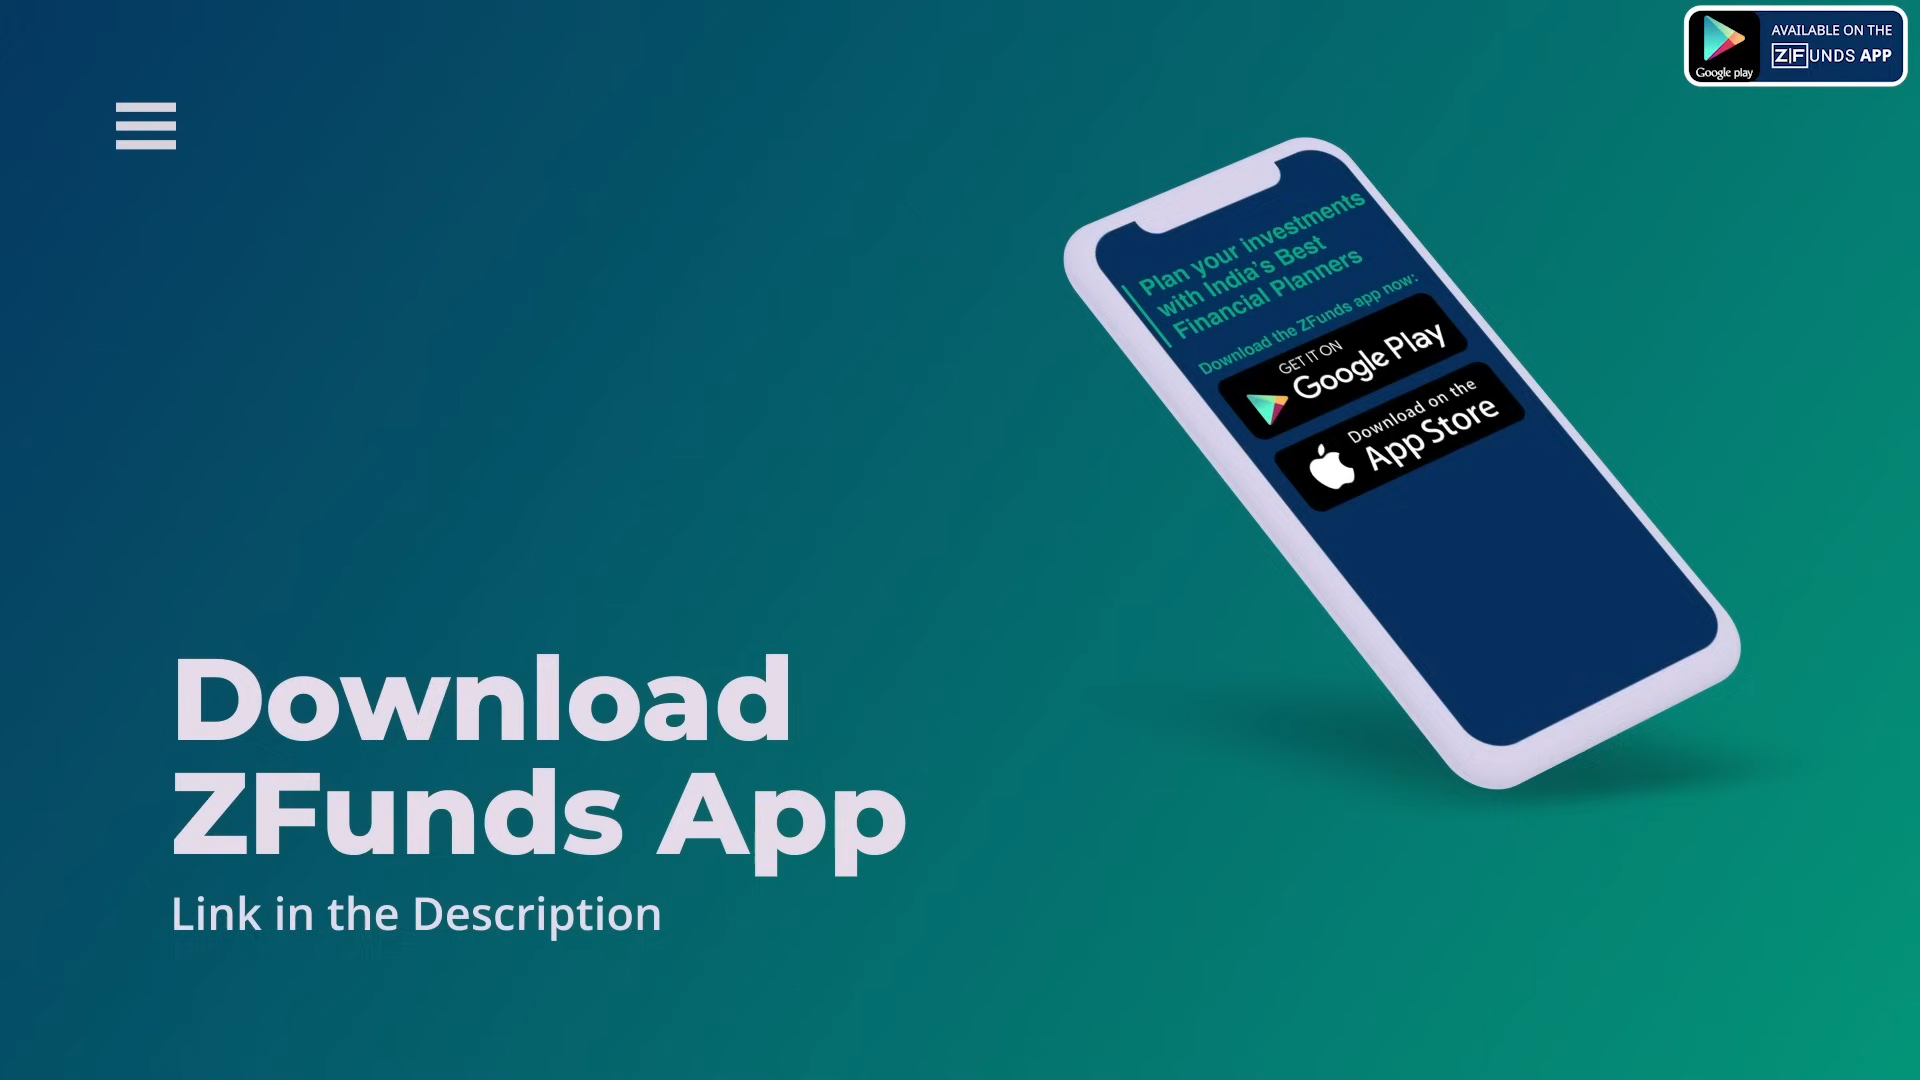 Google play
AVAILABLE ON THE
ZFUNDS APP
Plan your investments
with India's Best
Financial Planners
Download the ZFunds app now:
GET IT ON
Google Play
Download on the
App Store
Download
ZFunds App
Link in the Description